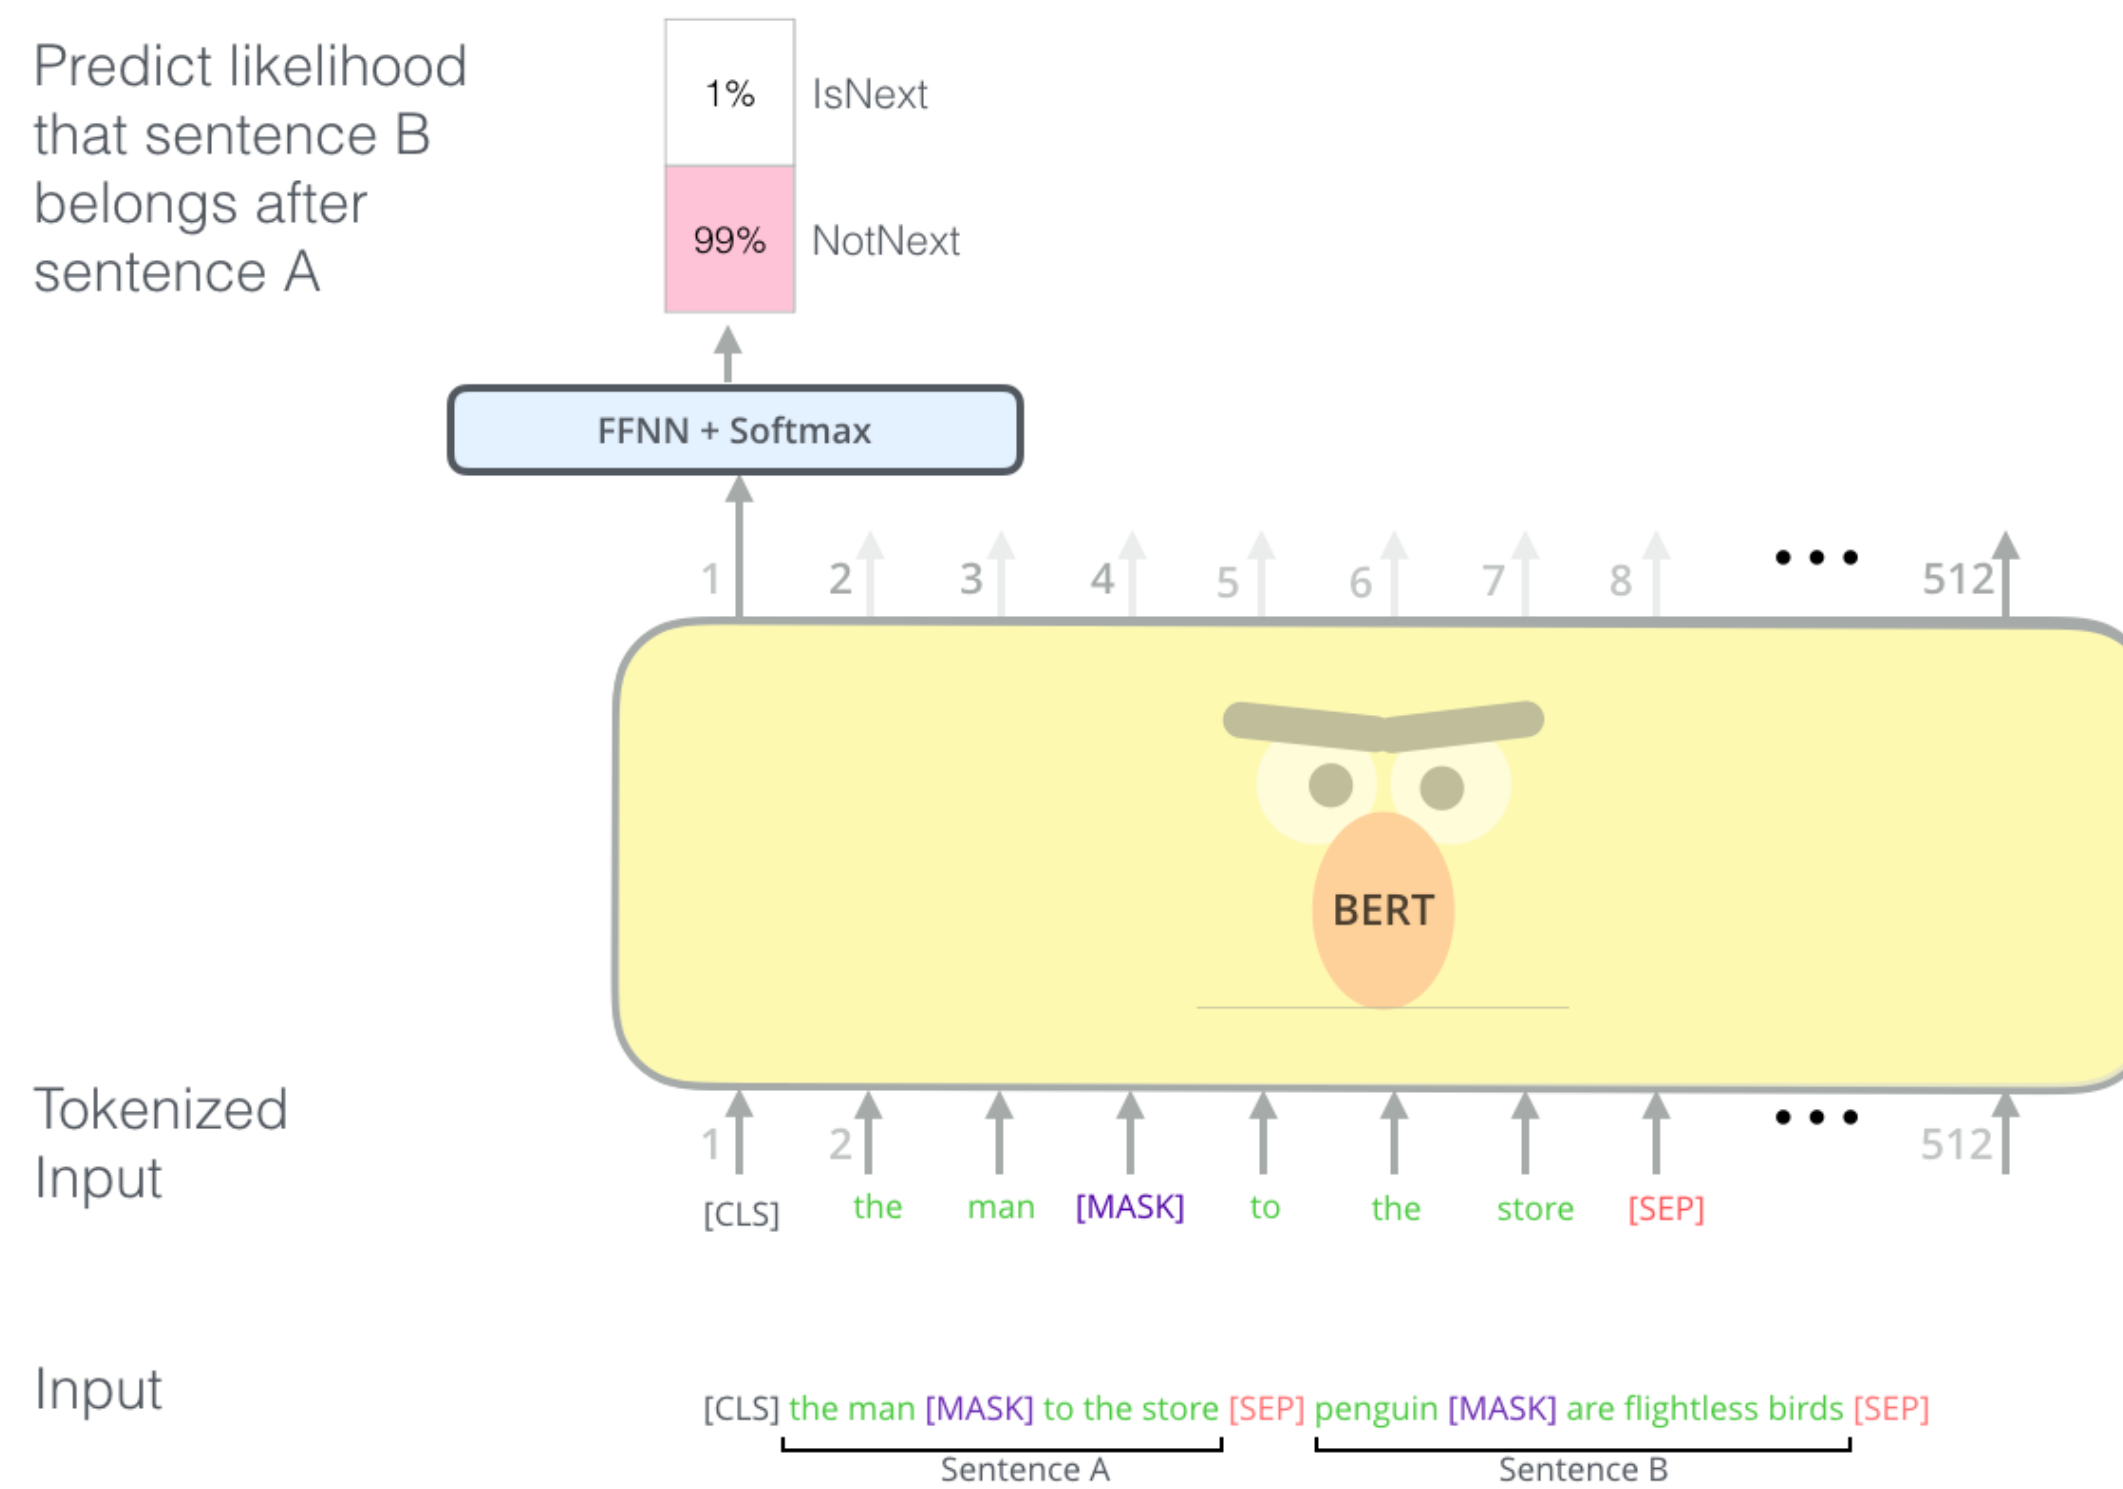 Predict likelihood
that sentence B
belongs after
sentence A
1% IsNext
99% NotNext
FFNN + Softmax
1 2 3 4 5 6 7 8 ••• 512
BERT
Tokenized
Input
1 2 ••• 512
[CLS] the man [MASK] to the store [SEP]
Input
[CLS] the man [MASK] to the store [SEP] penguin [MASK] are flightless birds [SEP]
Sentence A Sentence B